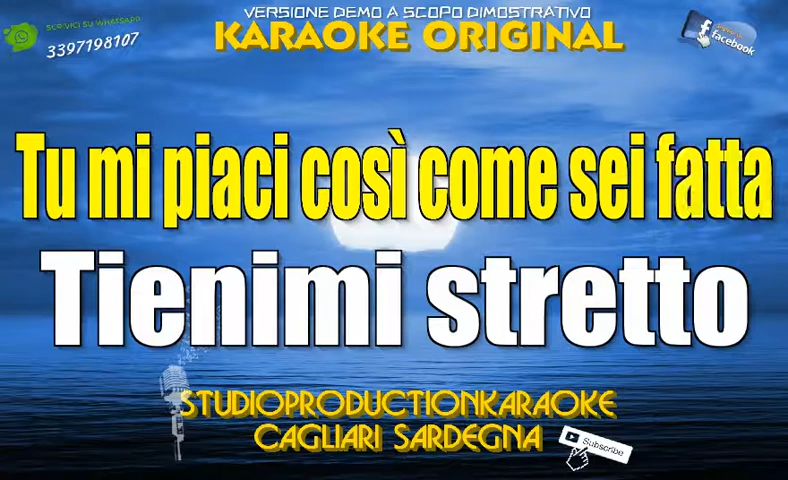 VERSIONE DEMO A SCOPO DIMOSTRATIVO
KARAOKE ORIGINAL
SCRIVICI SU WHATSAPP
3397198107
facebook
Tu mi piaci così come sei fatta
Tienimi stretto
STUDIOPRODUCTIONKARAOKE
CAGLIARI SARDEGNA
Subscribe